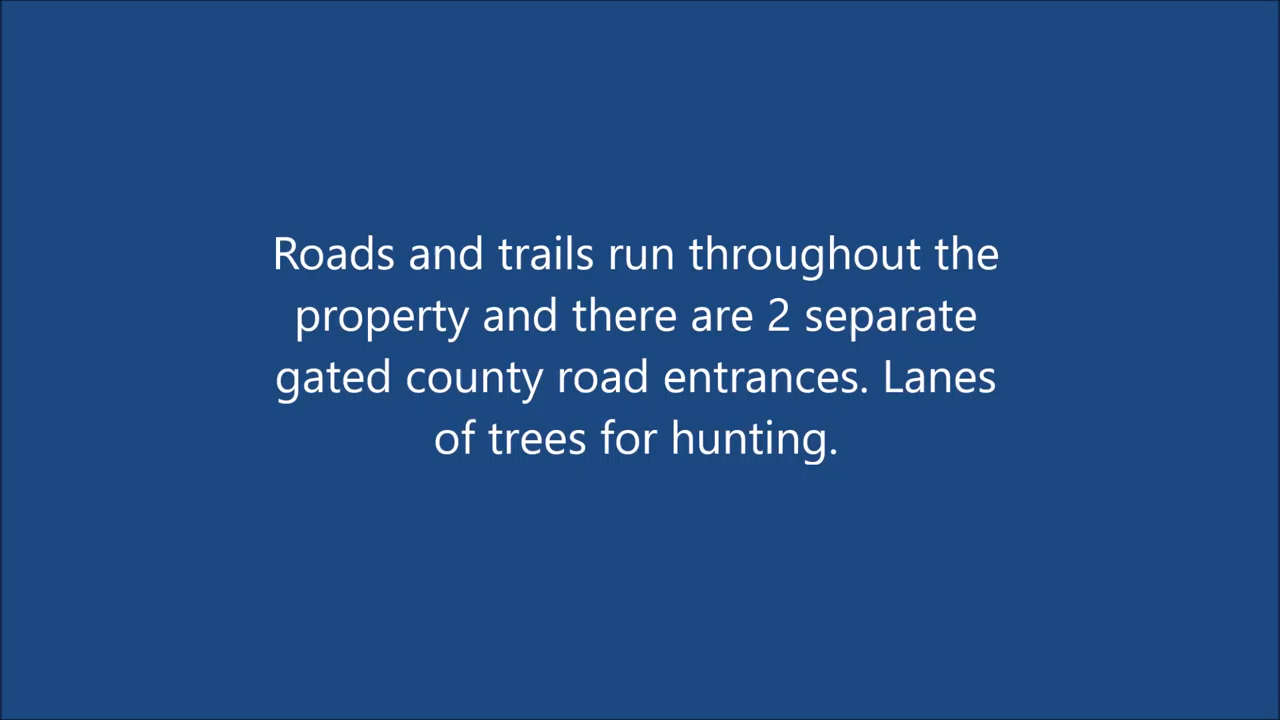 Roads and trails run throughout the
property and there are 2 separate
gated county road entrances. Lanes
of trees for hunting.